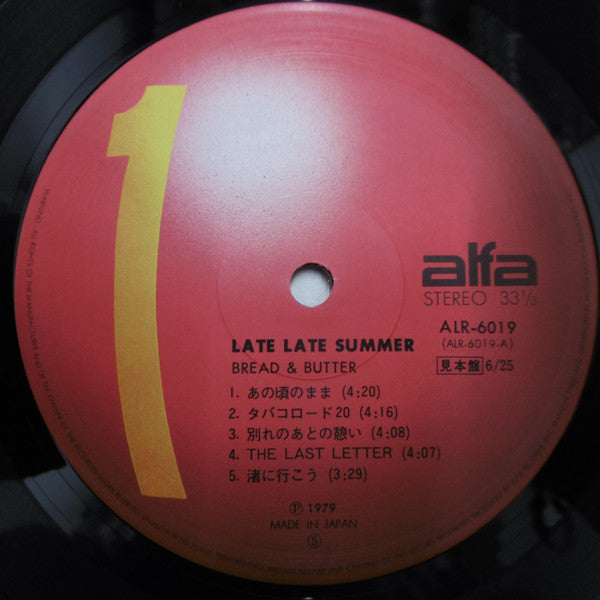 1
alfa
STEREO 33 1/3
ALR-6019
(ALR-6019-A)
見本盤 6/25
LATE LATE SUMMER
BREAD & BUTTER
1. あの頃のまま (4:20)
2. タバコロード20 (4:16)
3. 別れのあとの憩い (4:08)
4. THE LAST LETTER (4:07)
5. 渚に行こう (3:29)
Ⓟ 1979
MADE IN JAPAN
Ⓢ